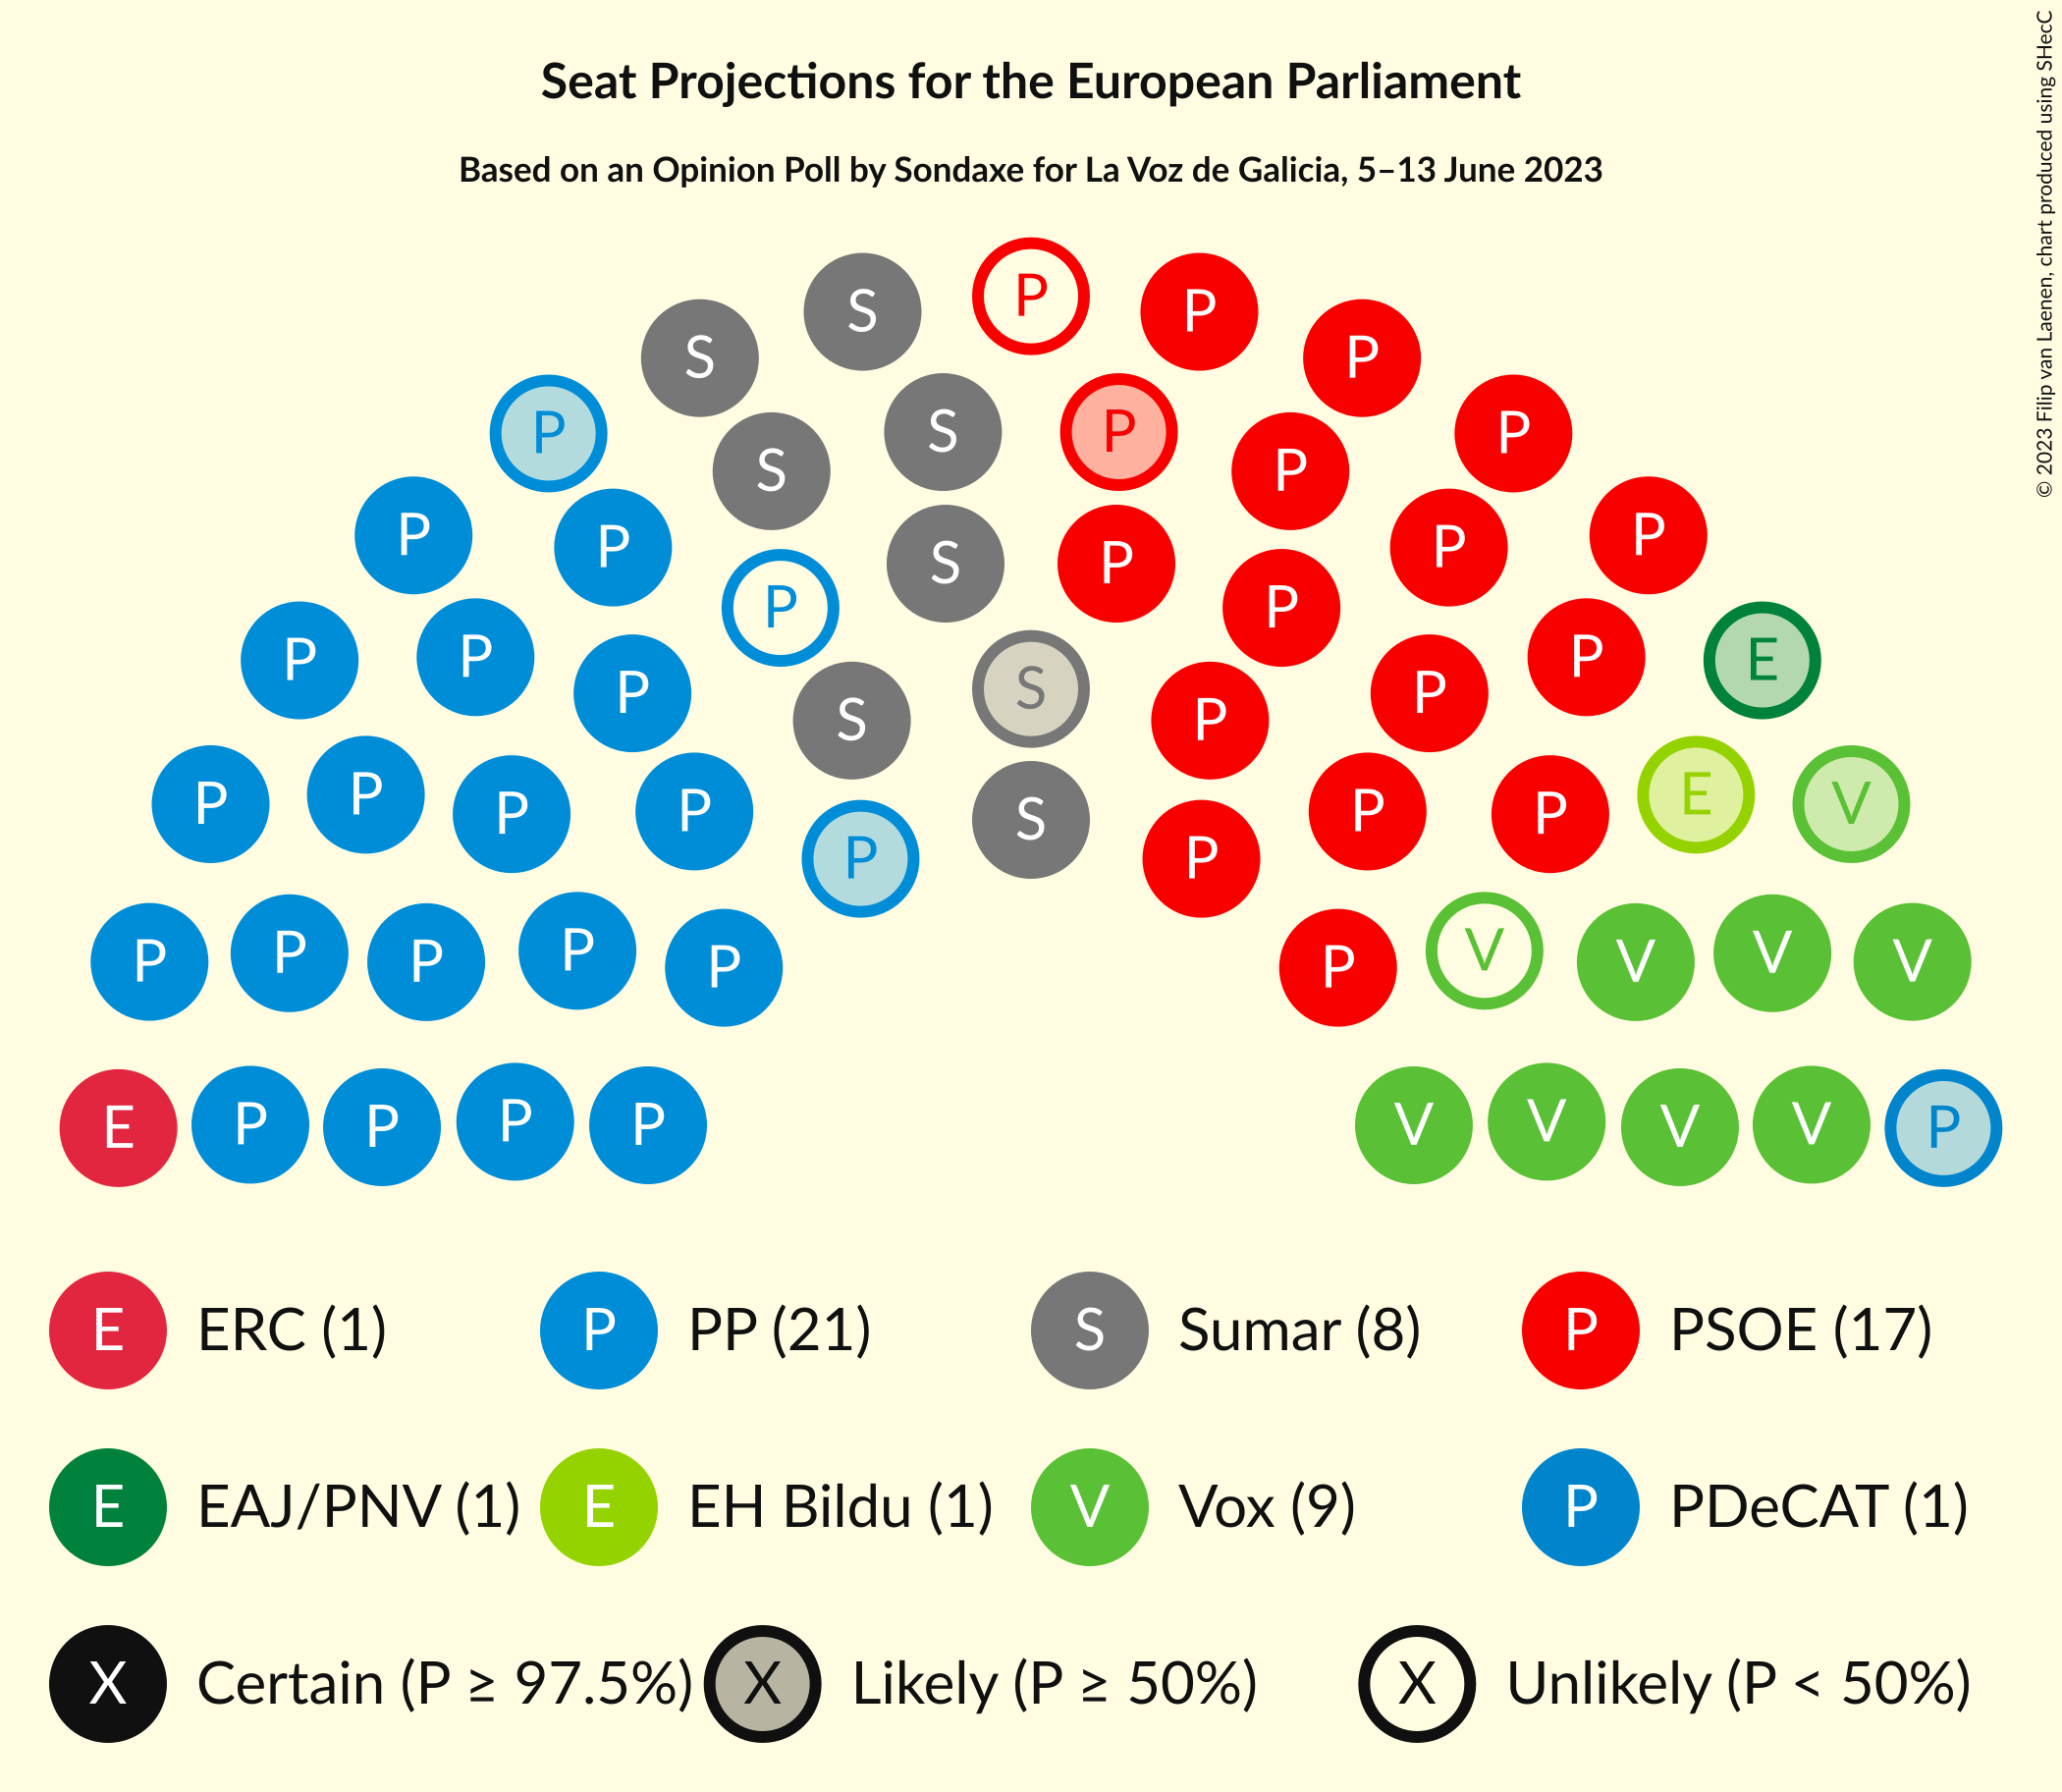 Seat Projections for the European Parliament
Based on an Opinion Poll by Sondaxe for La Voz de Galicia, 5–13 June 2023
© 2023 Filip van Laenen, chart produced using SHecC
P
S P
S P
P P
S S
P P
P P
P P
S P
P P
P P
P P E
P P
S
P P
S P
P P
E
P V
P P
P P
S
P P
P P
P V
P V
P V
P V
P P
E P P P P V V V V P
E ERC (1) P PP (21) S Sumar (8) P PSOE (17)
E EAJ/PNV (1) E EH Bildu (1) V Vox (9) P PDeCAT (1)
X Certain (P ≥ 97.5%) X Likely (P ≥ 50%) X Unlikely (P < 50%)